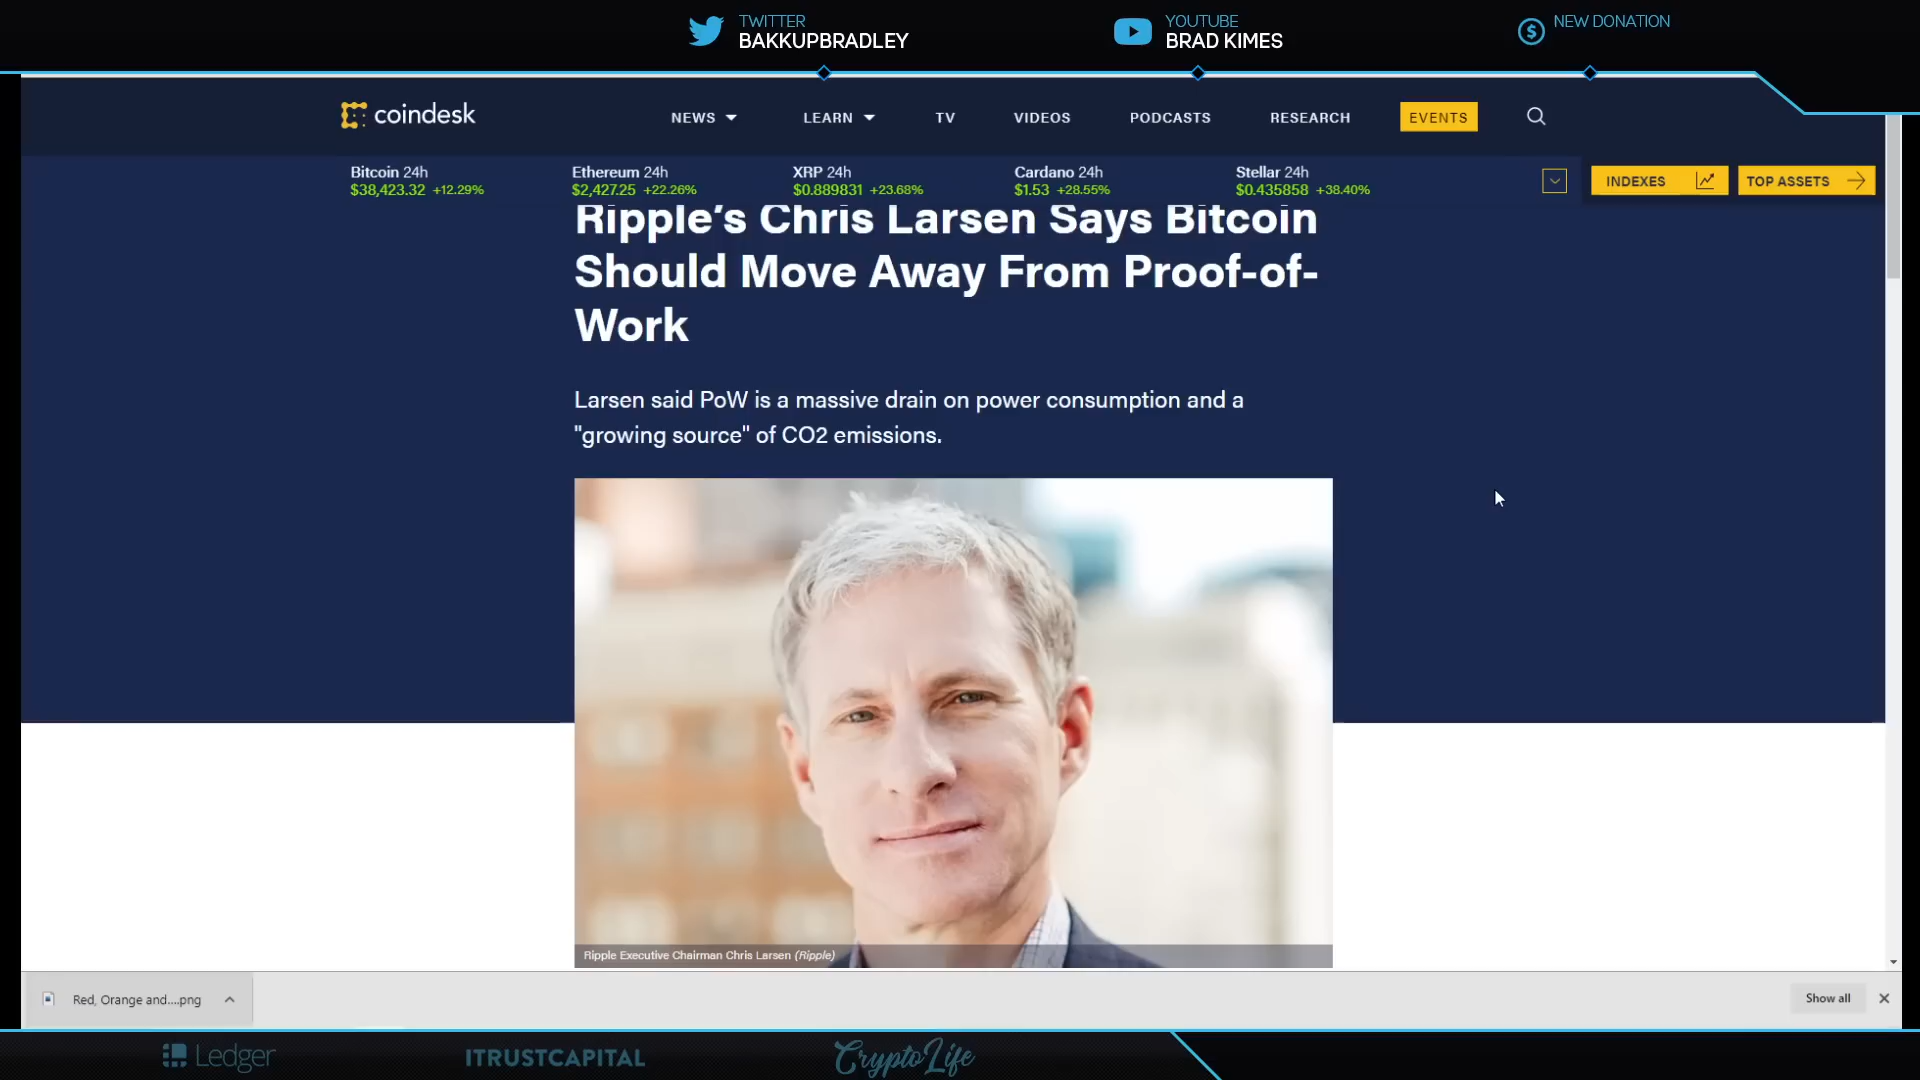 TWITTER
BAKKUPBRADLEY
YOUTUBE
BRAD KIMES
NEW DONATION
coindesk
NEWS
LEARN
TV
VIDEOS
PODCASTS
RESEARCH
EVENTS
Bitcoin 24h
$38,423.32 +12.29%
Ethereum 24h
$2,427.25 +22.26%
XRP 24h
$0.889831 +23.68%
Cardano 24h
$1.53 +28.55%
Stellar 24h
$0.435858 +38.40%
INDEXES
TOP ASSETS
Ripple’s Chris Larsen Says Bitcoin
Should Move Away From Proof-of-
Work
Larsen said PoW is a massive drain on power consumption and a
"growing source" of CO2 emissions.
Ripple Executive Chairman Chris Larsen (Ripple)
Red, Orange and....png
Show all
Ledger
ITRUSTCAPITAL
CryptoLife